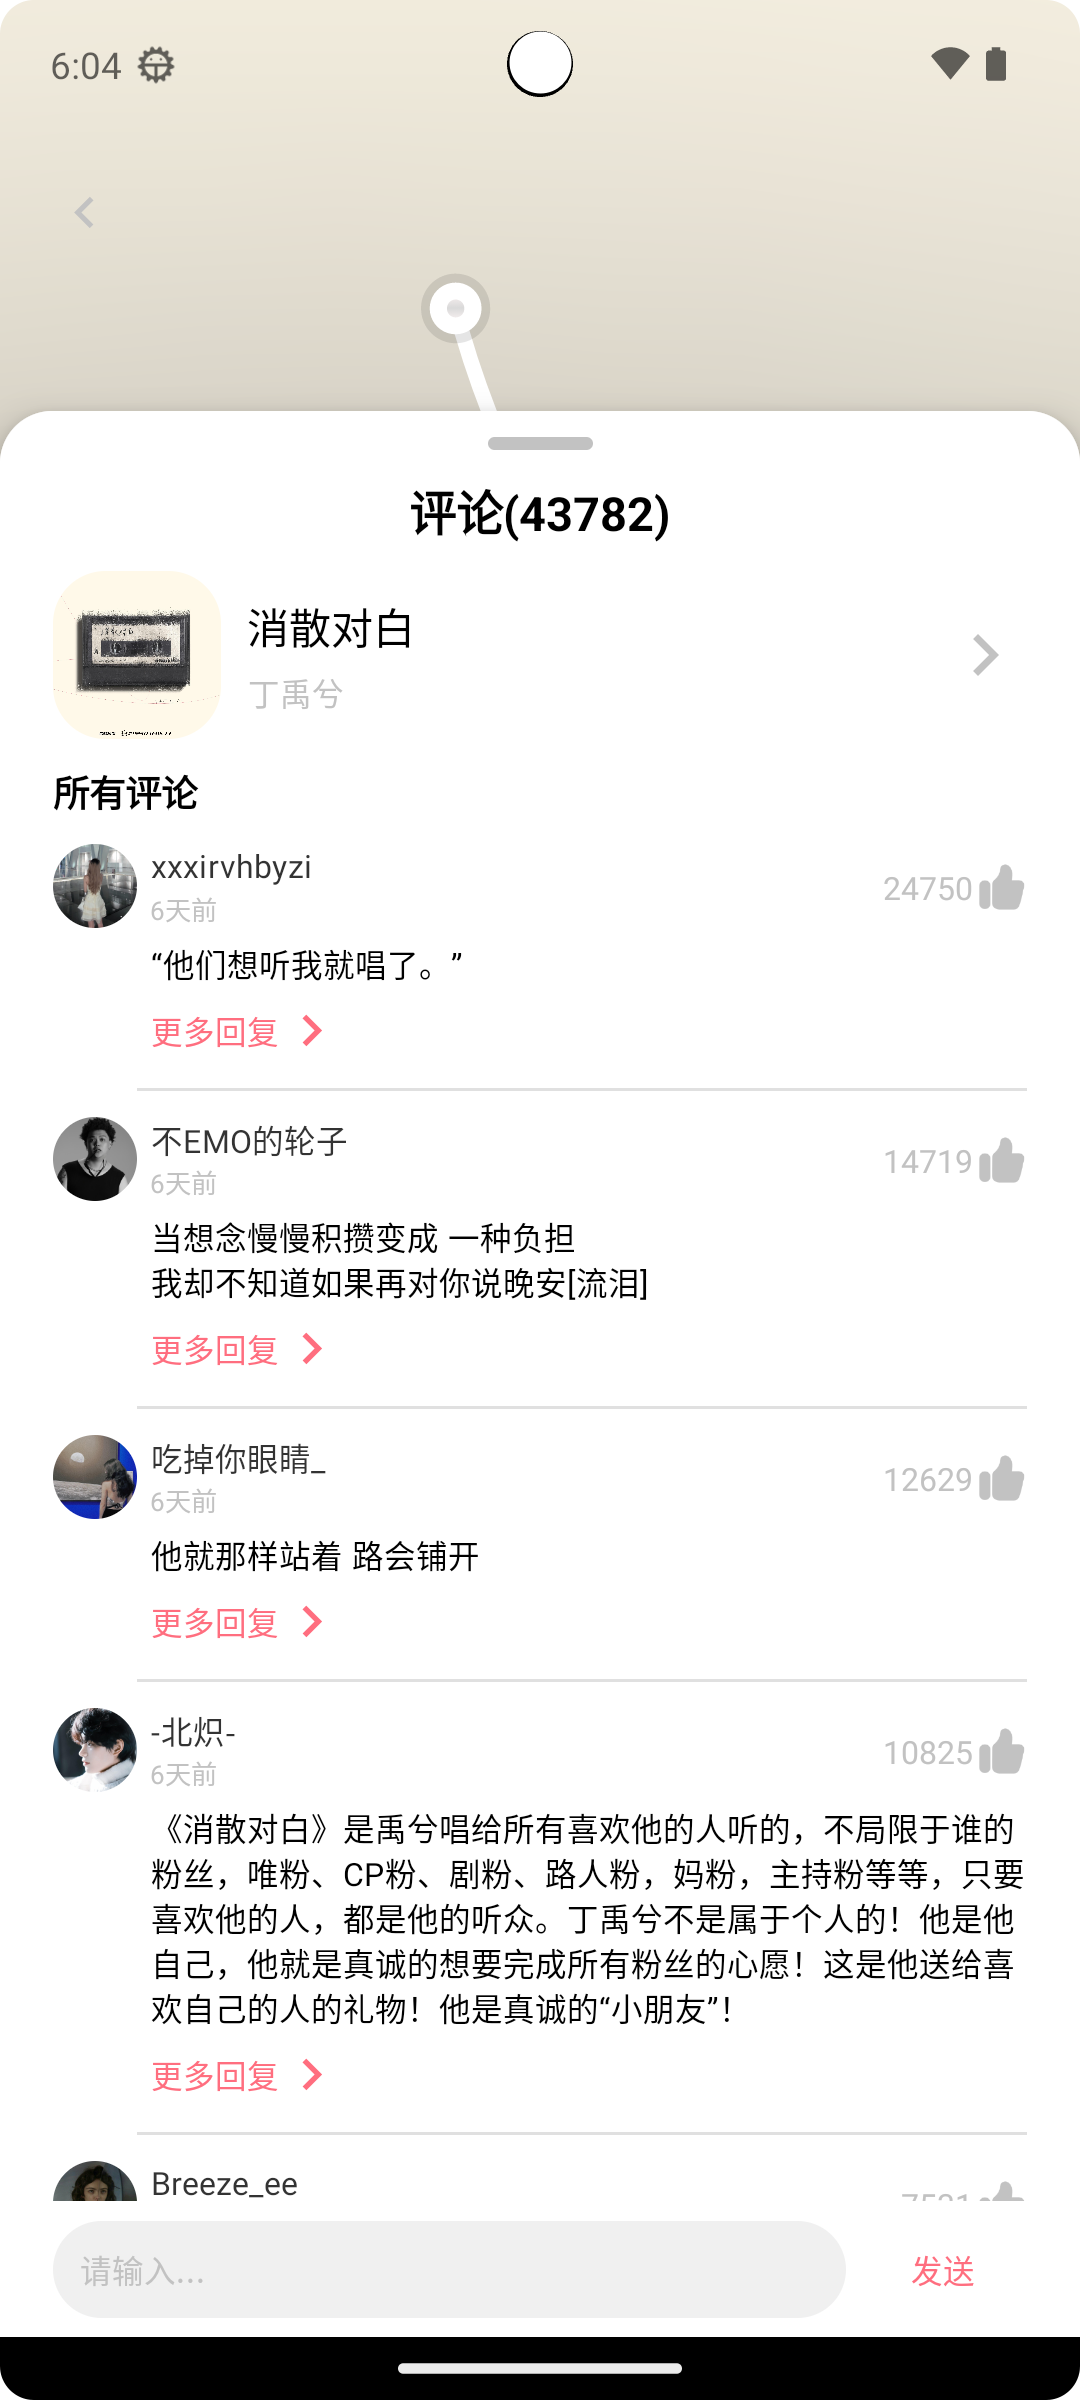 6:04
评论(43782)
消散对白
丁禹兮
所有评论
xxxirvhbyzi
6天前
24750
“他们想听我就唱了。”
更多回复
不EMO的轮子
6天前
14719
当想念慢慢积攒变成 一种负担
我却不知道如果再对你说晚安[流泪]
更多回复
吃掉你眼睛_
6天前
12629
他就那样站着 路会铺开
更多回复
-北炽-
6天前
10825
《消散对白》是禹兮唱给所有喜欢他的人听的，不局限于谁的
粉丝，唯粉、CP粉、剧粉、路人粉，妈粉，主持粉等等，只要
喜欢他的人，都是他的听众。丁禹兮不是属于个人的！他是他
自己，他就是真诚的想要完成所有粉丝的心愿！这是他送给喜
欢自己的人的礼物！他是真诚的“小朋友”！
更多回复
Breeze_ee
请输入...
发送